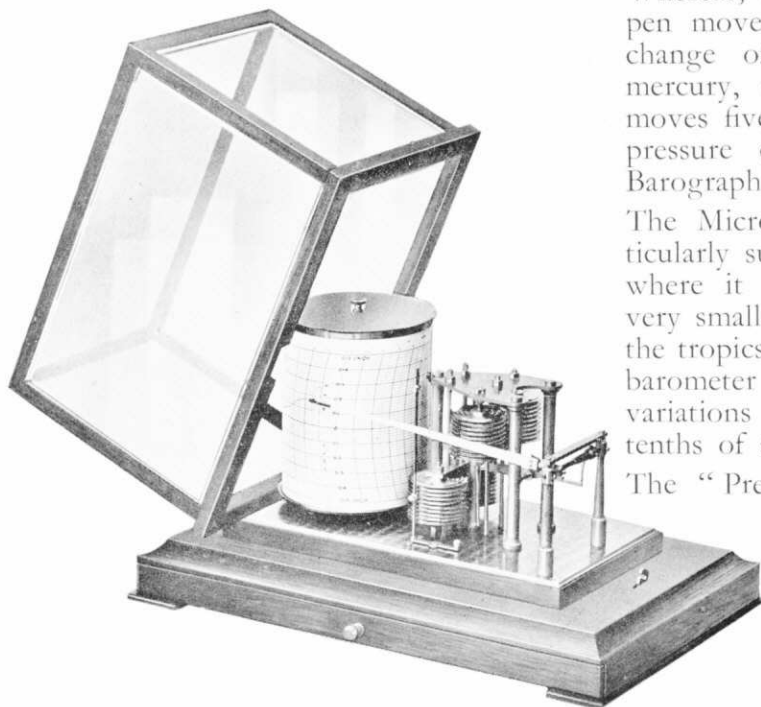 pen move
change o
mercury,
moves five
pressure
Barograph
The Micro
ticularly su
where it
very small
the tropics
barometer
variations
tenths of
The “ Pre